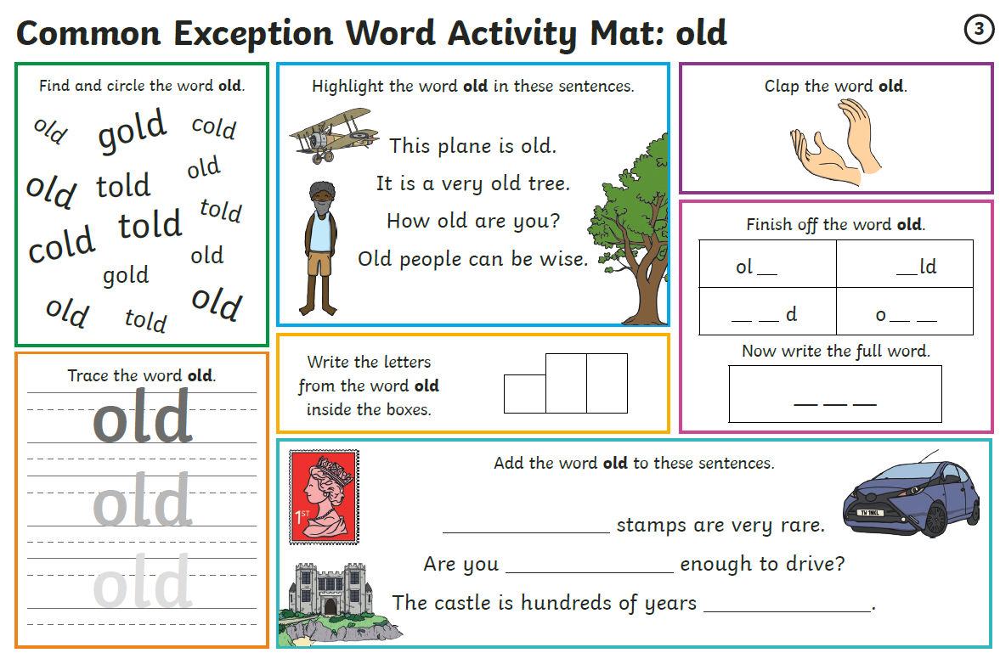 Common Exception Word Activity Mat: old
3
Find and circle the word old.
old gold cold
old told old
cold told told
gold old
old told old
Highlight the word old in these sentences.
This plane is old.
It is a very old tree.
How old are you?
Old people can be wise.
Clap the word old.
Finish off the word old.
ol __ __ ld
__ __ d o __ __
Now write the full word.
__ __ __
Trace the word old.
old
old
old
Write the letters
from the word old
inside the boxes.
Add the word old to these sentences.
1ST
TW 1NKL
_______________ stamps are very rare.
Are you _______________ enough to drive?
The castle is hundreds of years _______________.